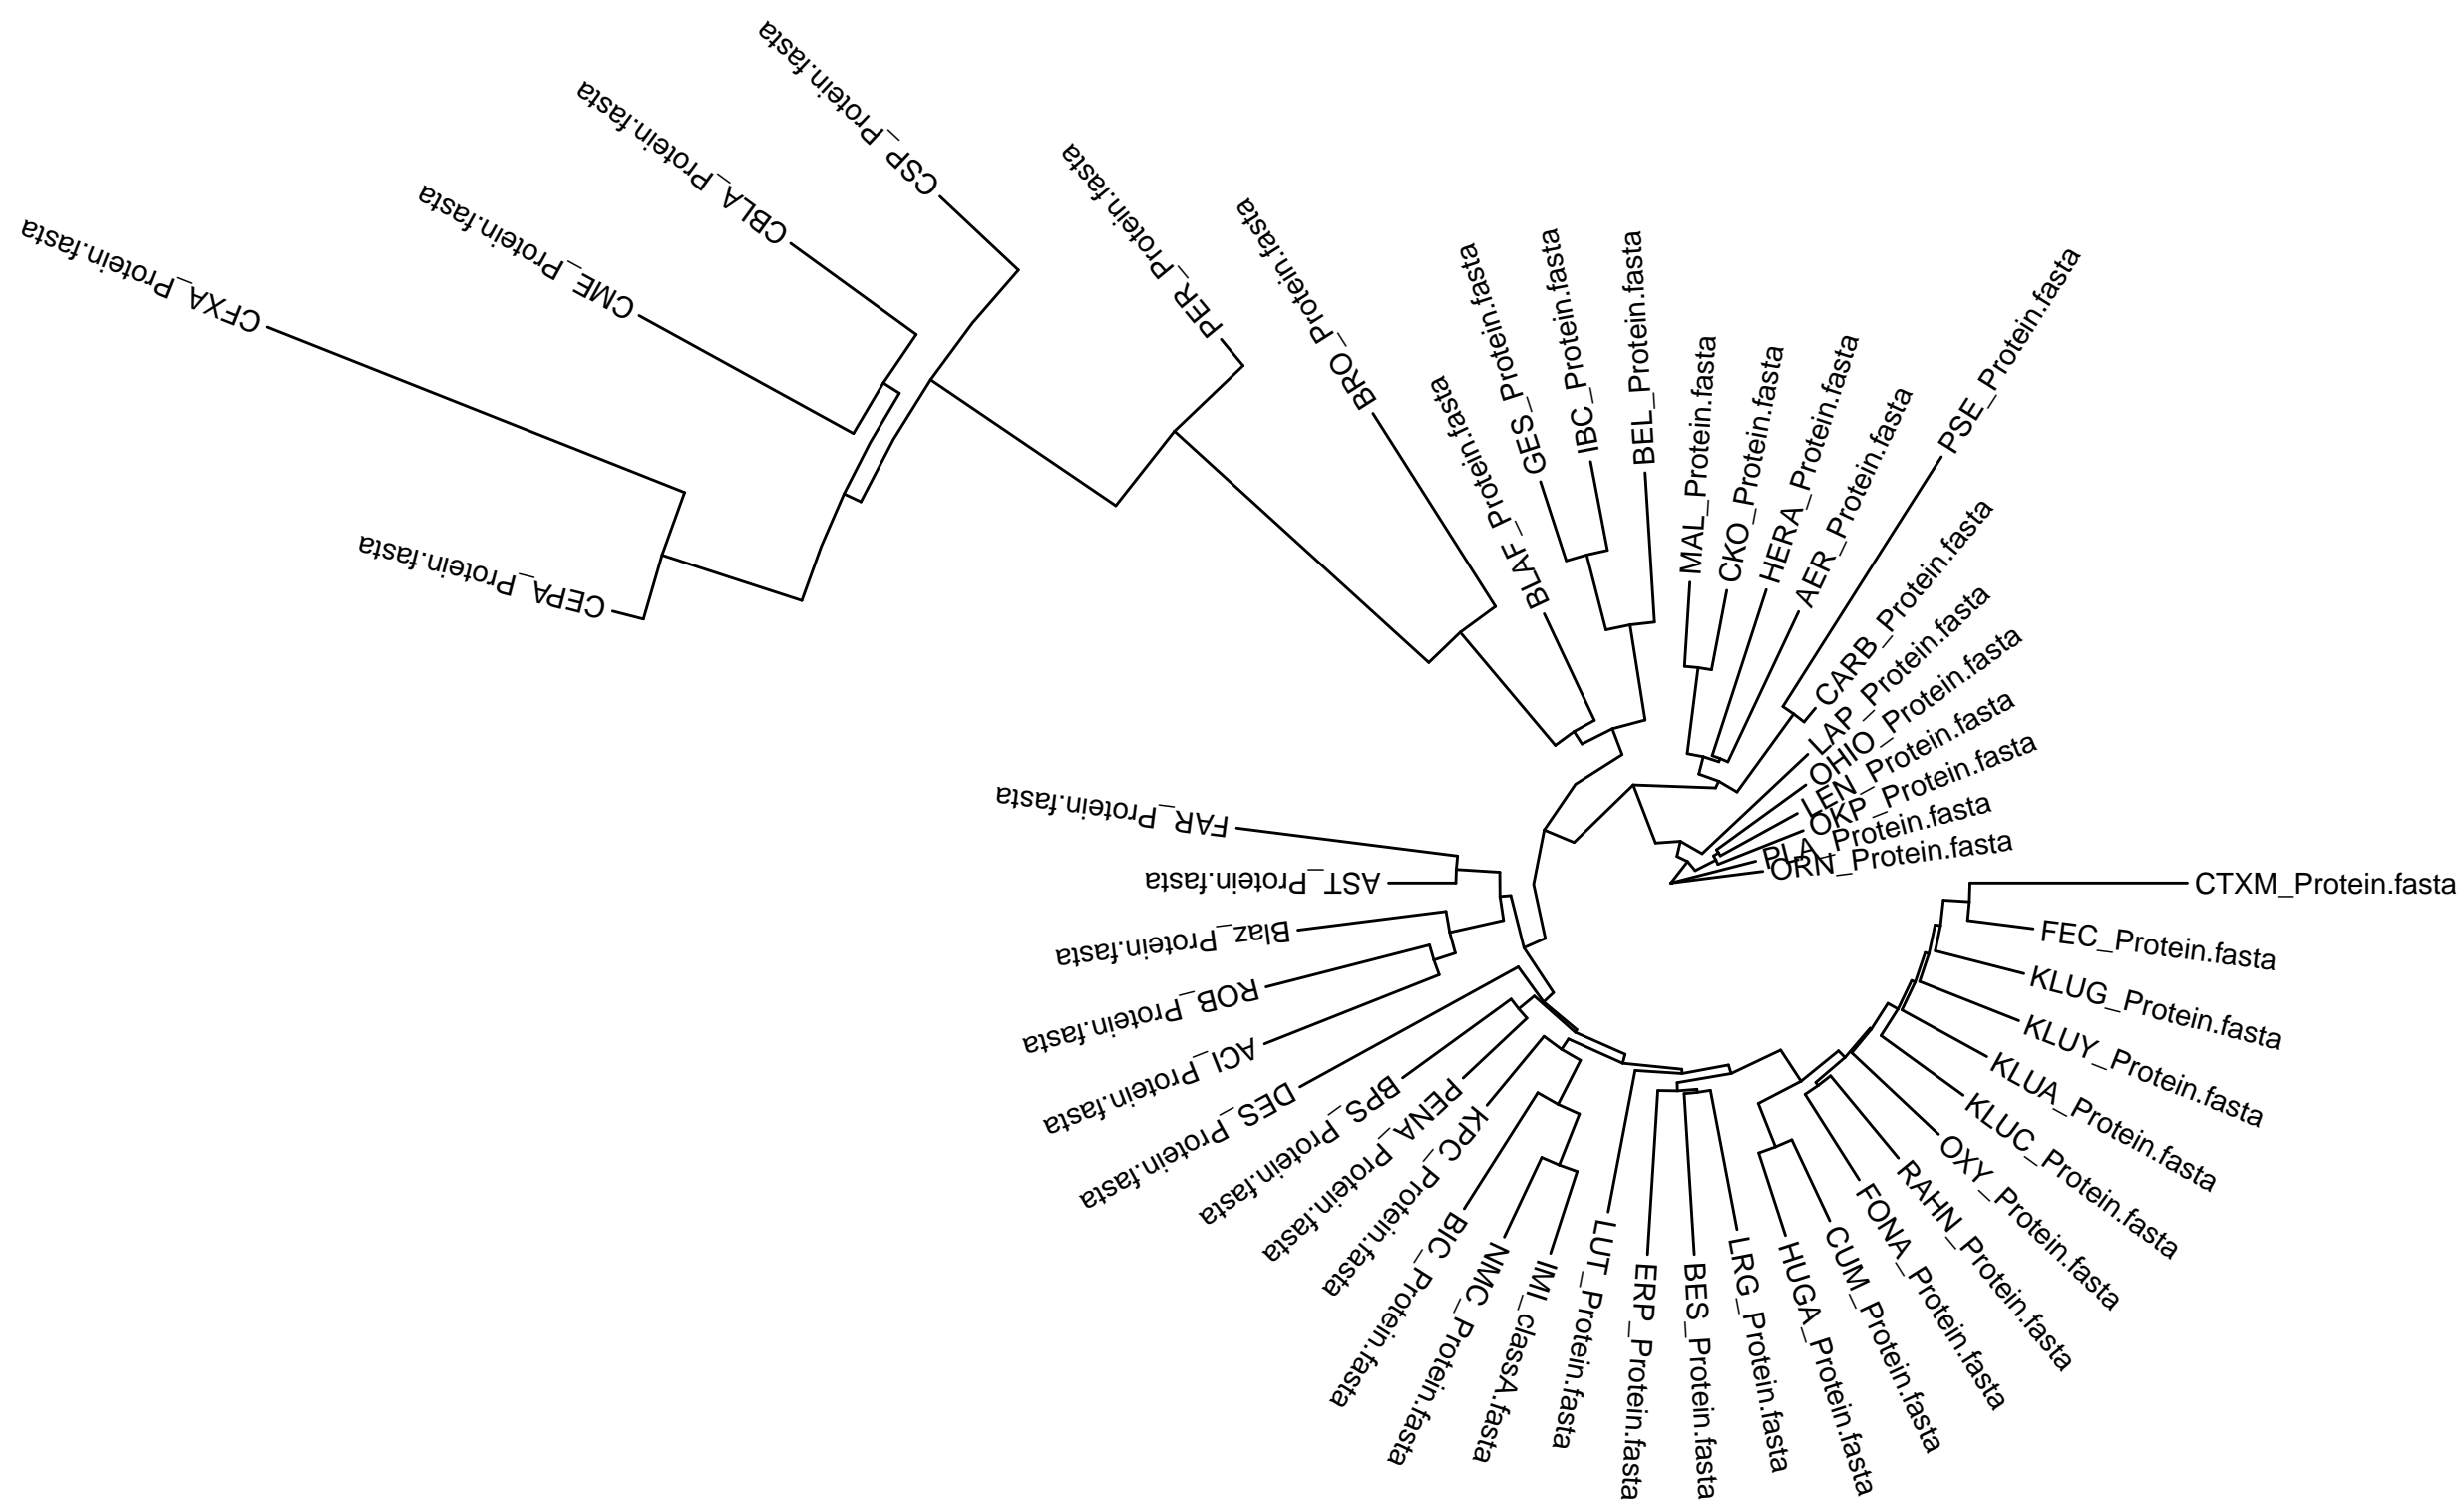 CSP_Protein.fasta
CBLA_Protein.fasta
CME_Protein.fasta
CFXA_Protein.fasta
CEPA_Protein.fasta
PER_Protein.fasta
BRO_Protein.fasta
BLAF_Protein.fasta
GES_Protein.fasta
IBC_Protein.fasta
BEL_Protein.fasta
MAL_Protein.fasta
CKO_Protein.fasta
HERA_Protein.fasta
AER_Protein.fasta
PSE_Protein.fasta
CARB_Protein.fasta
LAP_Protein.fasta
OHIO_Protein.fasta
LEN_Protein.fasta
OKP_Protein.fasta
PLA_Protein.fasta
ORN_Protein.fasta
CTXM_Protein.fasta
FEC_Protein.fasta
KLUG_Protein.fasta
KLUY_Protein.fasta
KLUA_Protein.fasta
KLUC_Protein.fasta
OXY_Protein.fasta
RAHN_Protein.fasta
FONA_Protein.fasta
CUM_Protein.fasta
HUGA_Protein.fasta
LRG_Protein.fasta
BES_Protein.fasta
ERP_Protein.fasta
LUT_Protein.fasta
IMI_classA.fasta
NMC_Protein.fasta
BIC_Protein.fasta
KPC_Protein.fasta
PENA_Protein.fasta
BPS_Protein.fasta
DES_Protein.fasta
ACI_Protein.fasta
ROB_Protein.fasta
Blaz_Protein.fasta
AST_Protein.fasta
FAR_Protein.fasta